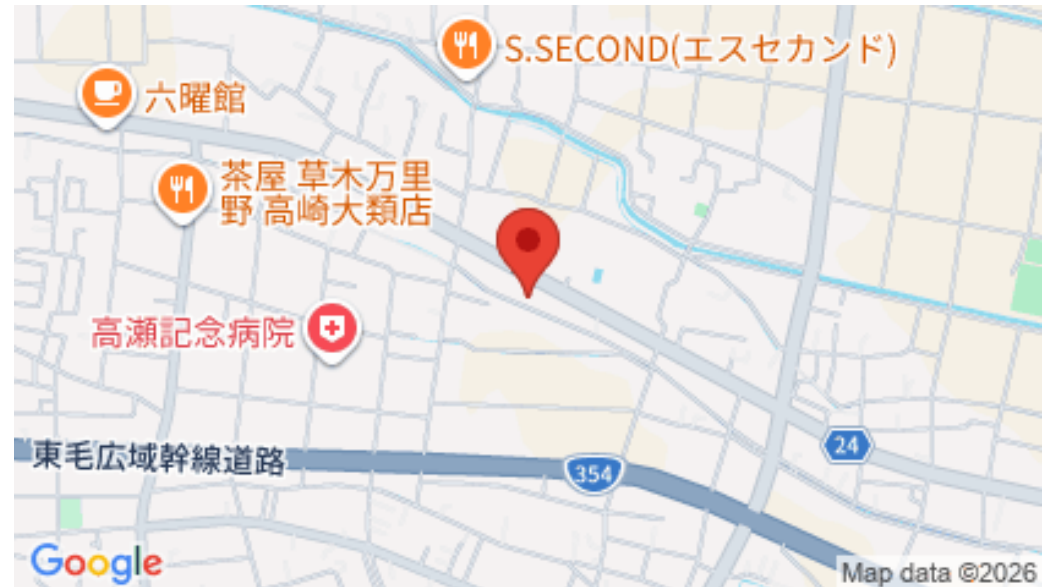 S.SECOND(エスセカンド)
六曜館
茶屋 草木万里
野 高崎大類店
高瀬記念病院
東毛広域幹線道路
24
354
Google
Map data ©2026